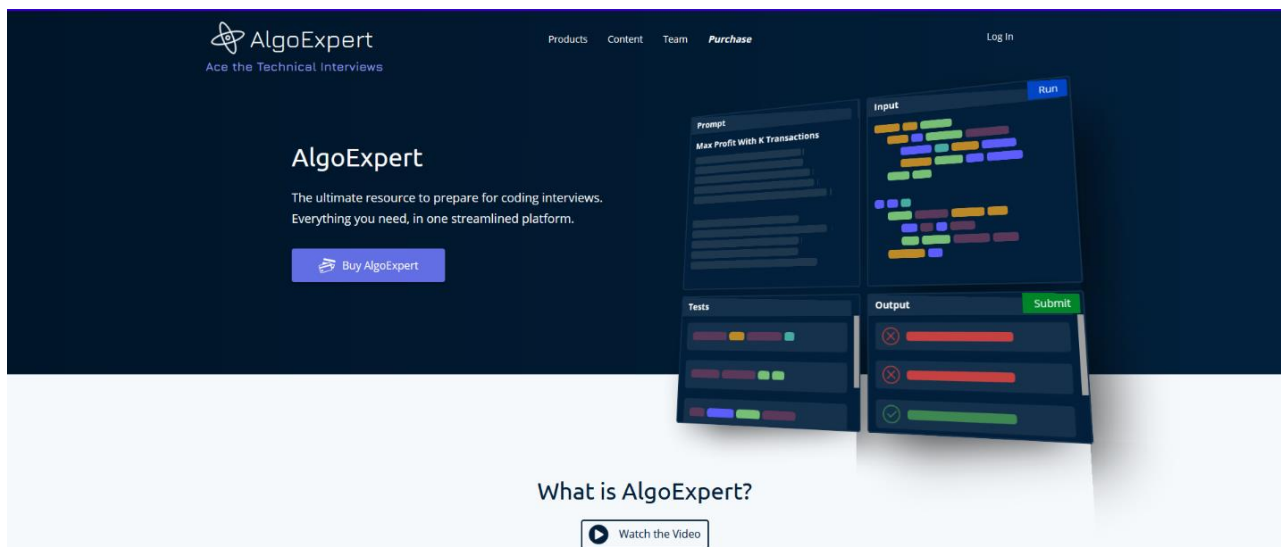 AlgoExpert
Ace the Technical Interviews
Products Content Team Purchase
Log In
AlgoExpert
The ultimate resource to prepare for coding interviews.
Everything you need, in one streamlined platform.
Buy AlgoExpert
Prompt
Max Profit With K Transactions
Input
Run
Tests
Output
Submit
What is AlgoExpert?
Watch the Video